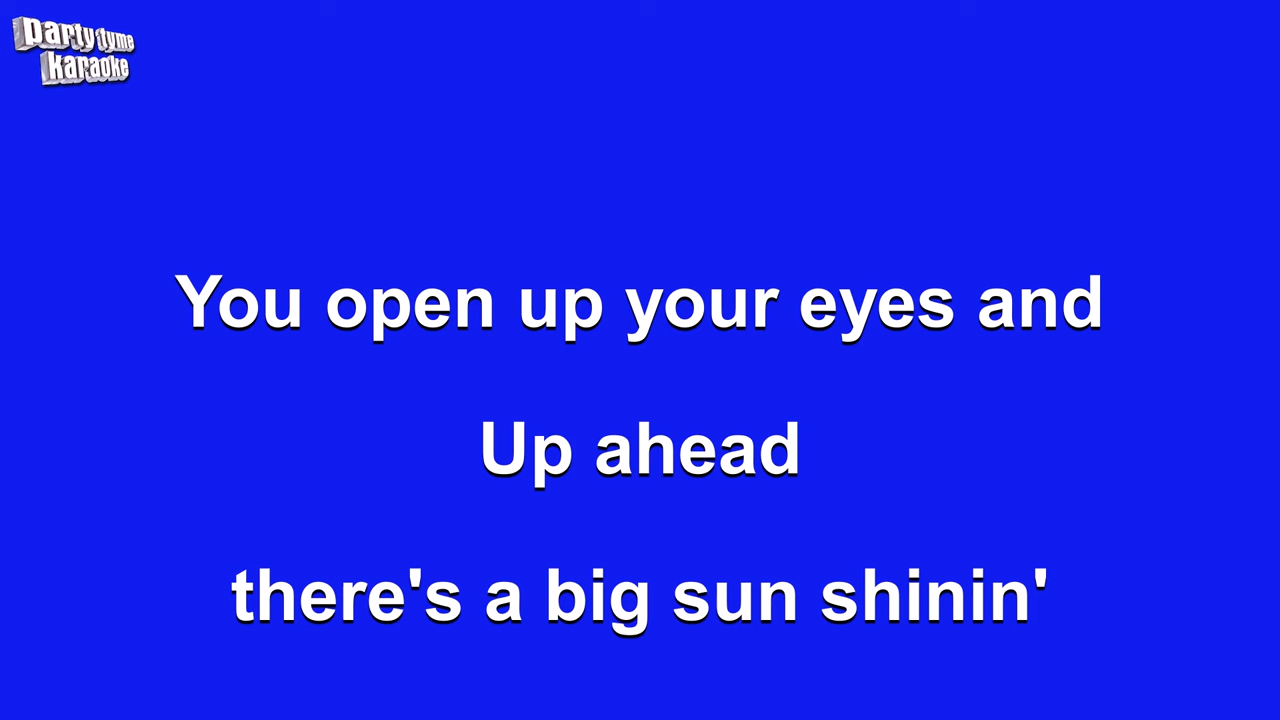 party tyme
karaoke
You open up your eyes and
Up ahead
there's a big sun shinin'